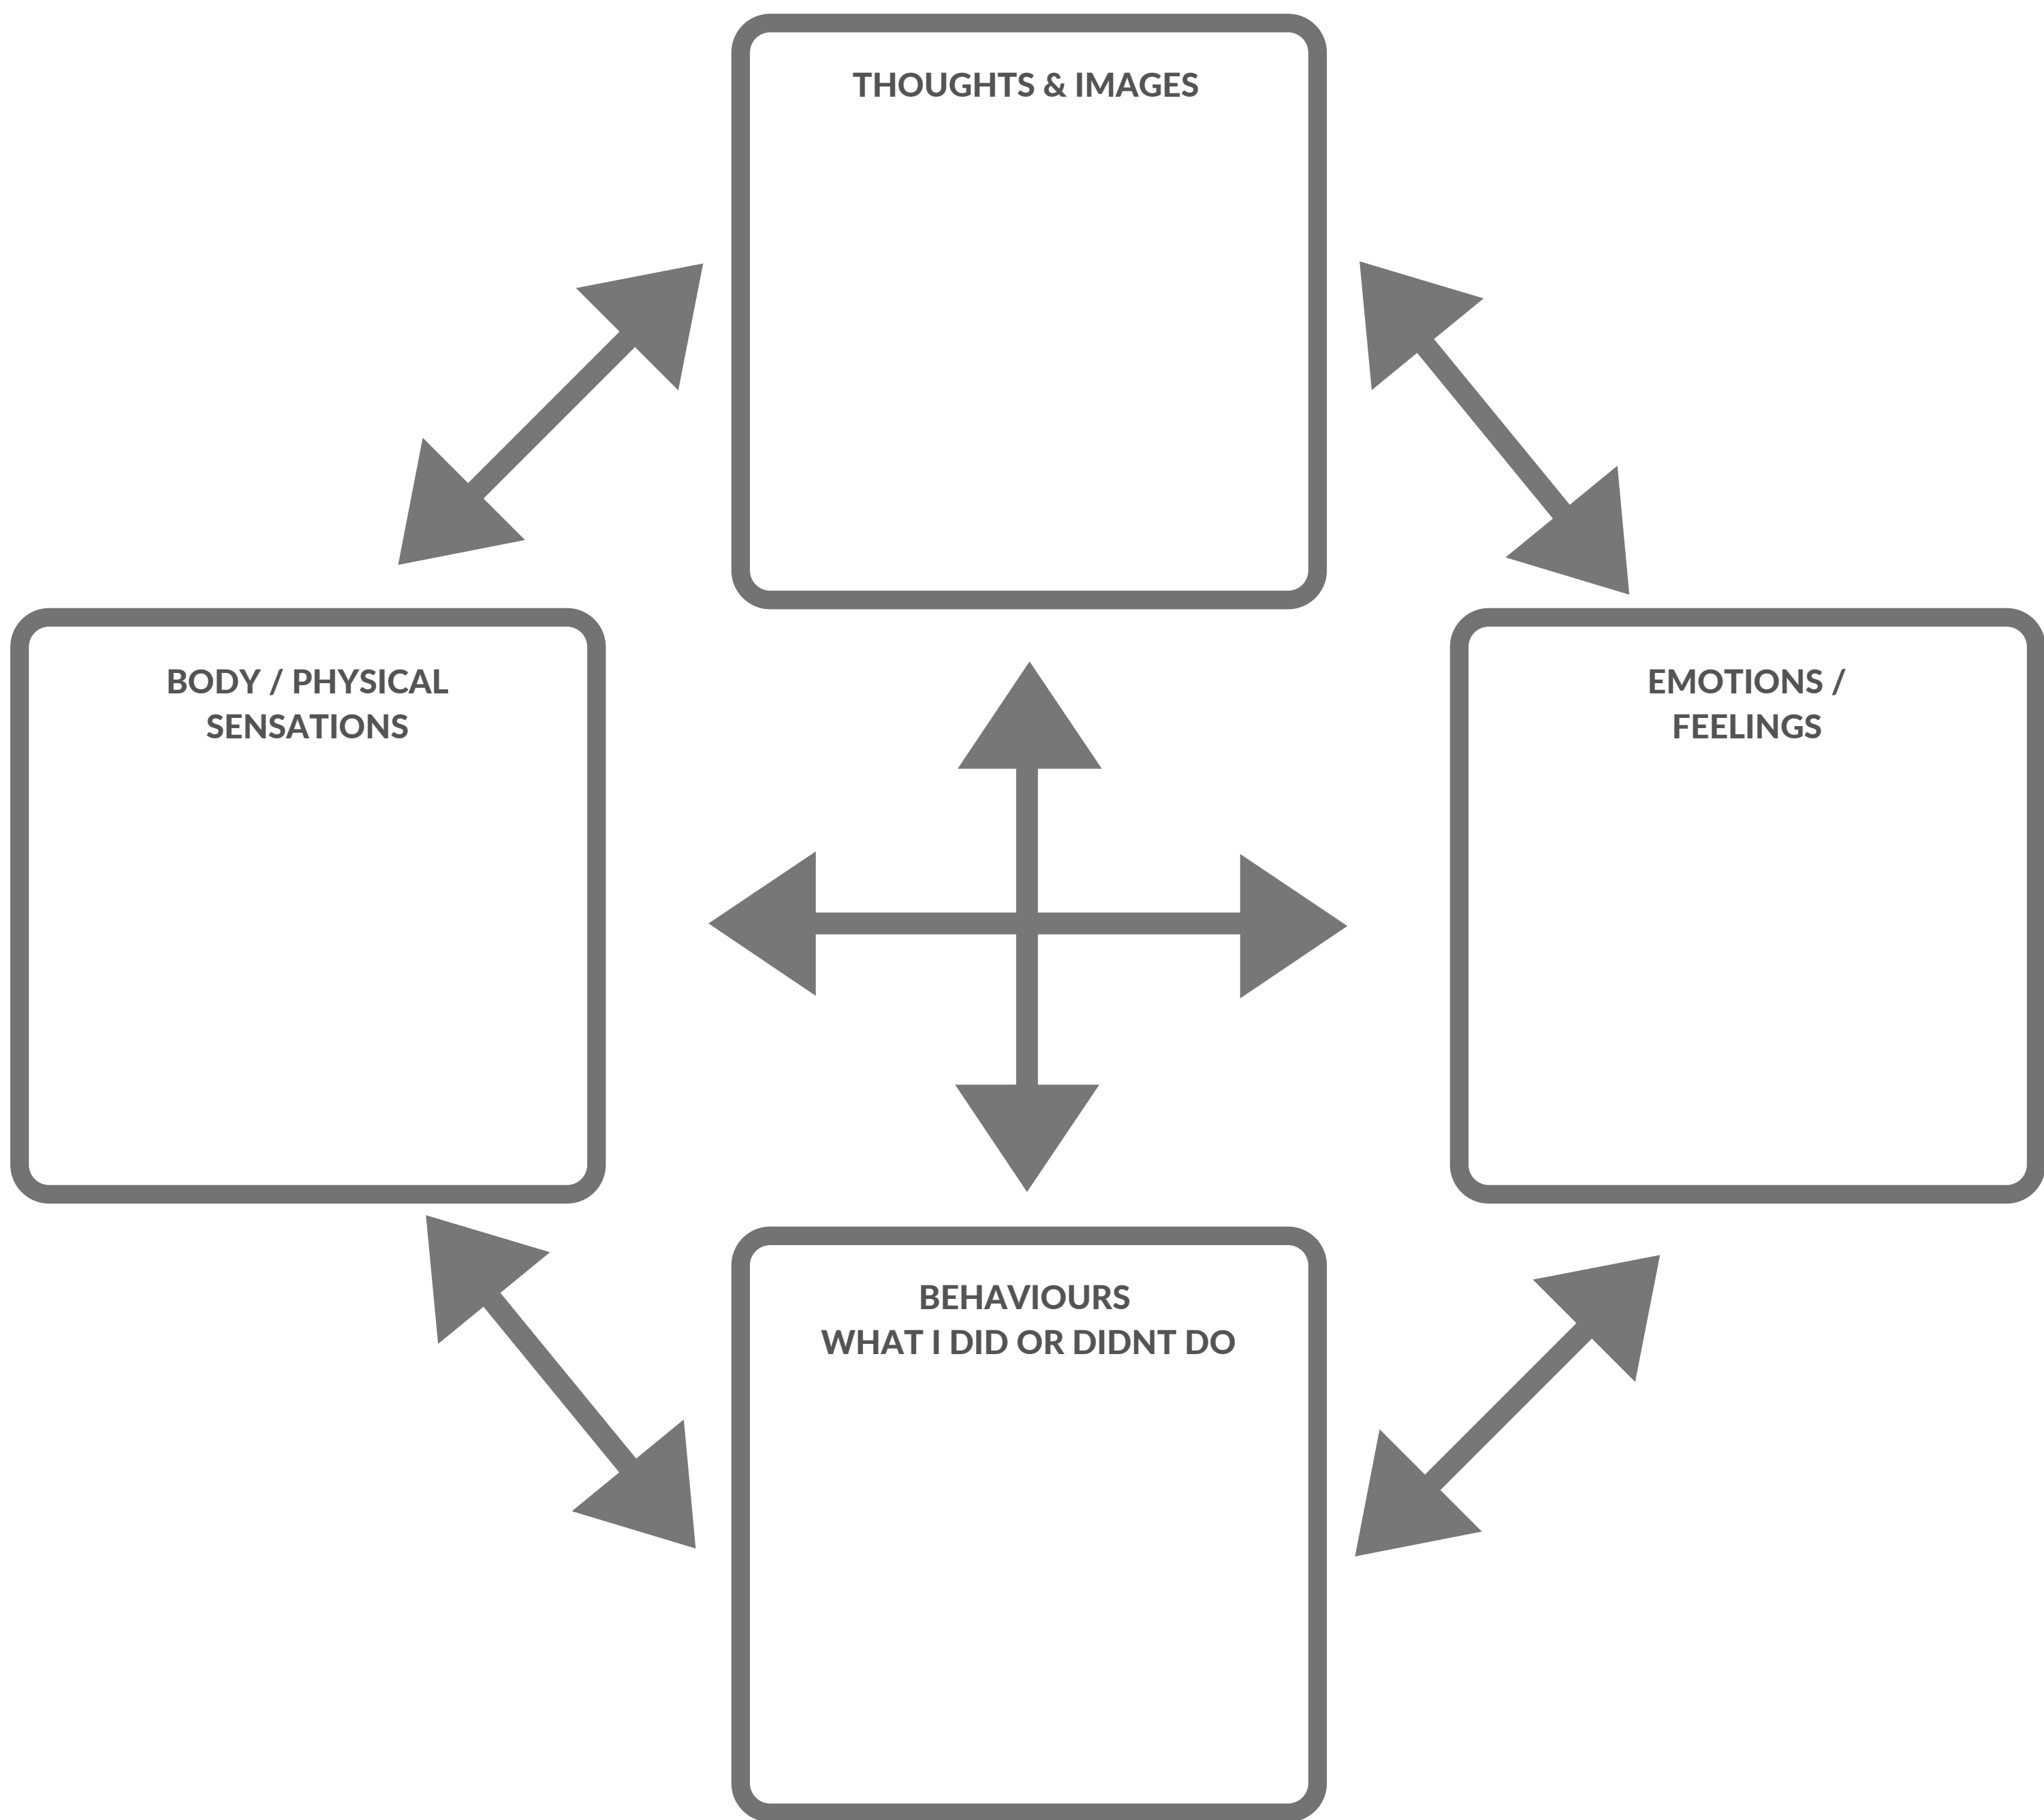 THOUGHTS & IMAGES
BODY / PHYSICAL
SENSATIONS
EMOTIONS /
FEELINGS
BEHAVIOURS
WHAT I DID OR DIDNT DO